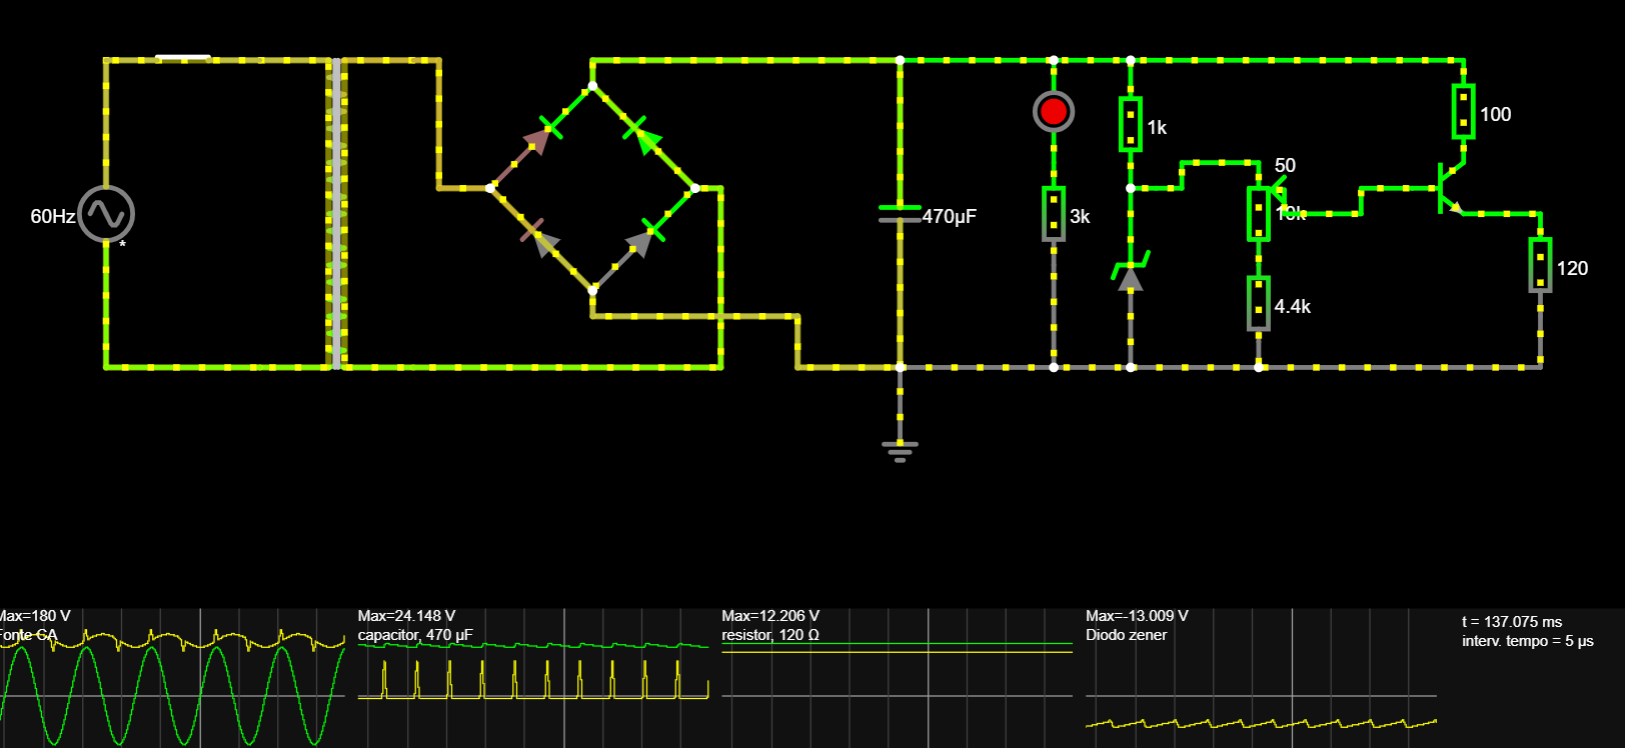 100
1k
50
60Hz
*
470µF
3k
10k
120
4.4k
Max=180 V
Fonte CA
Max=24.148 V
capacitor, 470 µF
Max=12.206 V
resistor, 120 Ω
Max=-13.009 V
Diodo zener
t = 137.075 ms
interv. tempo = 5 µs